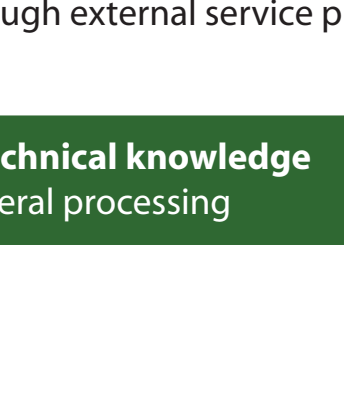 ugh external service p
chnical knowledge
eral processing